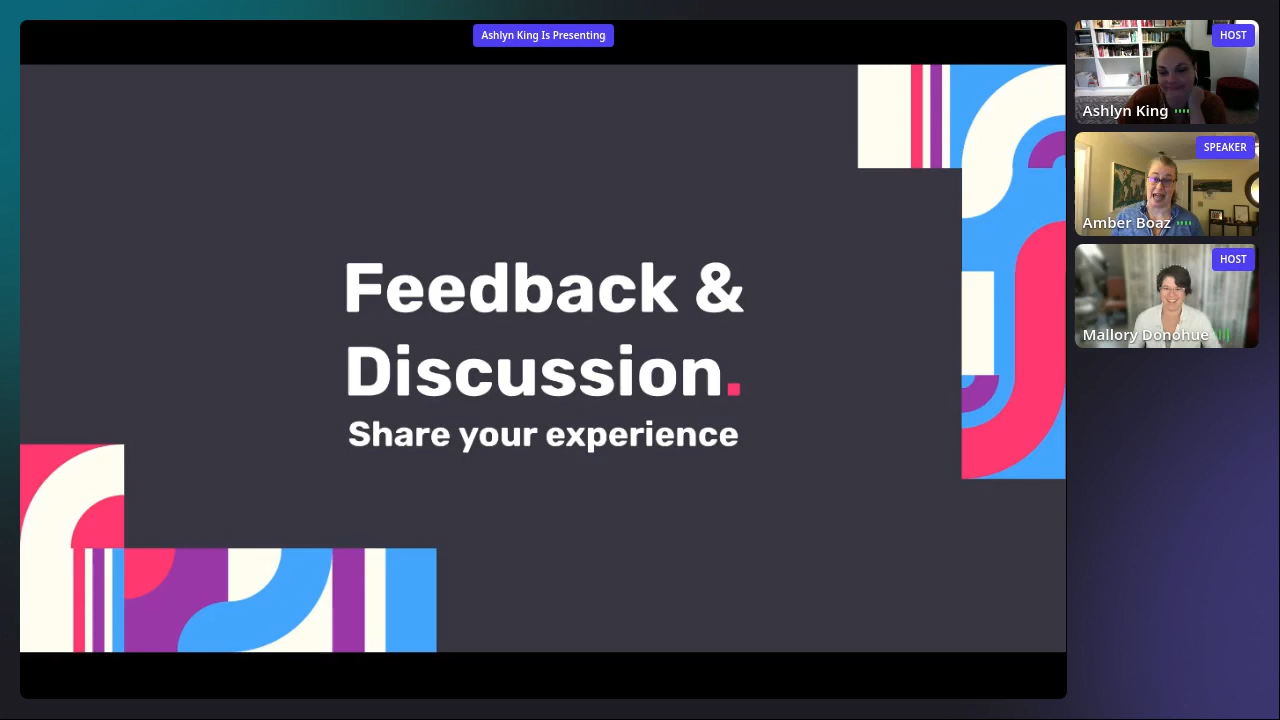 Ashlyn King Is Presenting
Feedback &
Discussion.
Share your experience
HOST
Ashlyn King
SPEAKER
Amber Boaz
HOST
Mallory Donohue